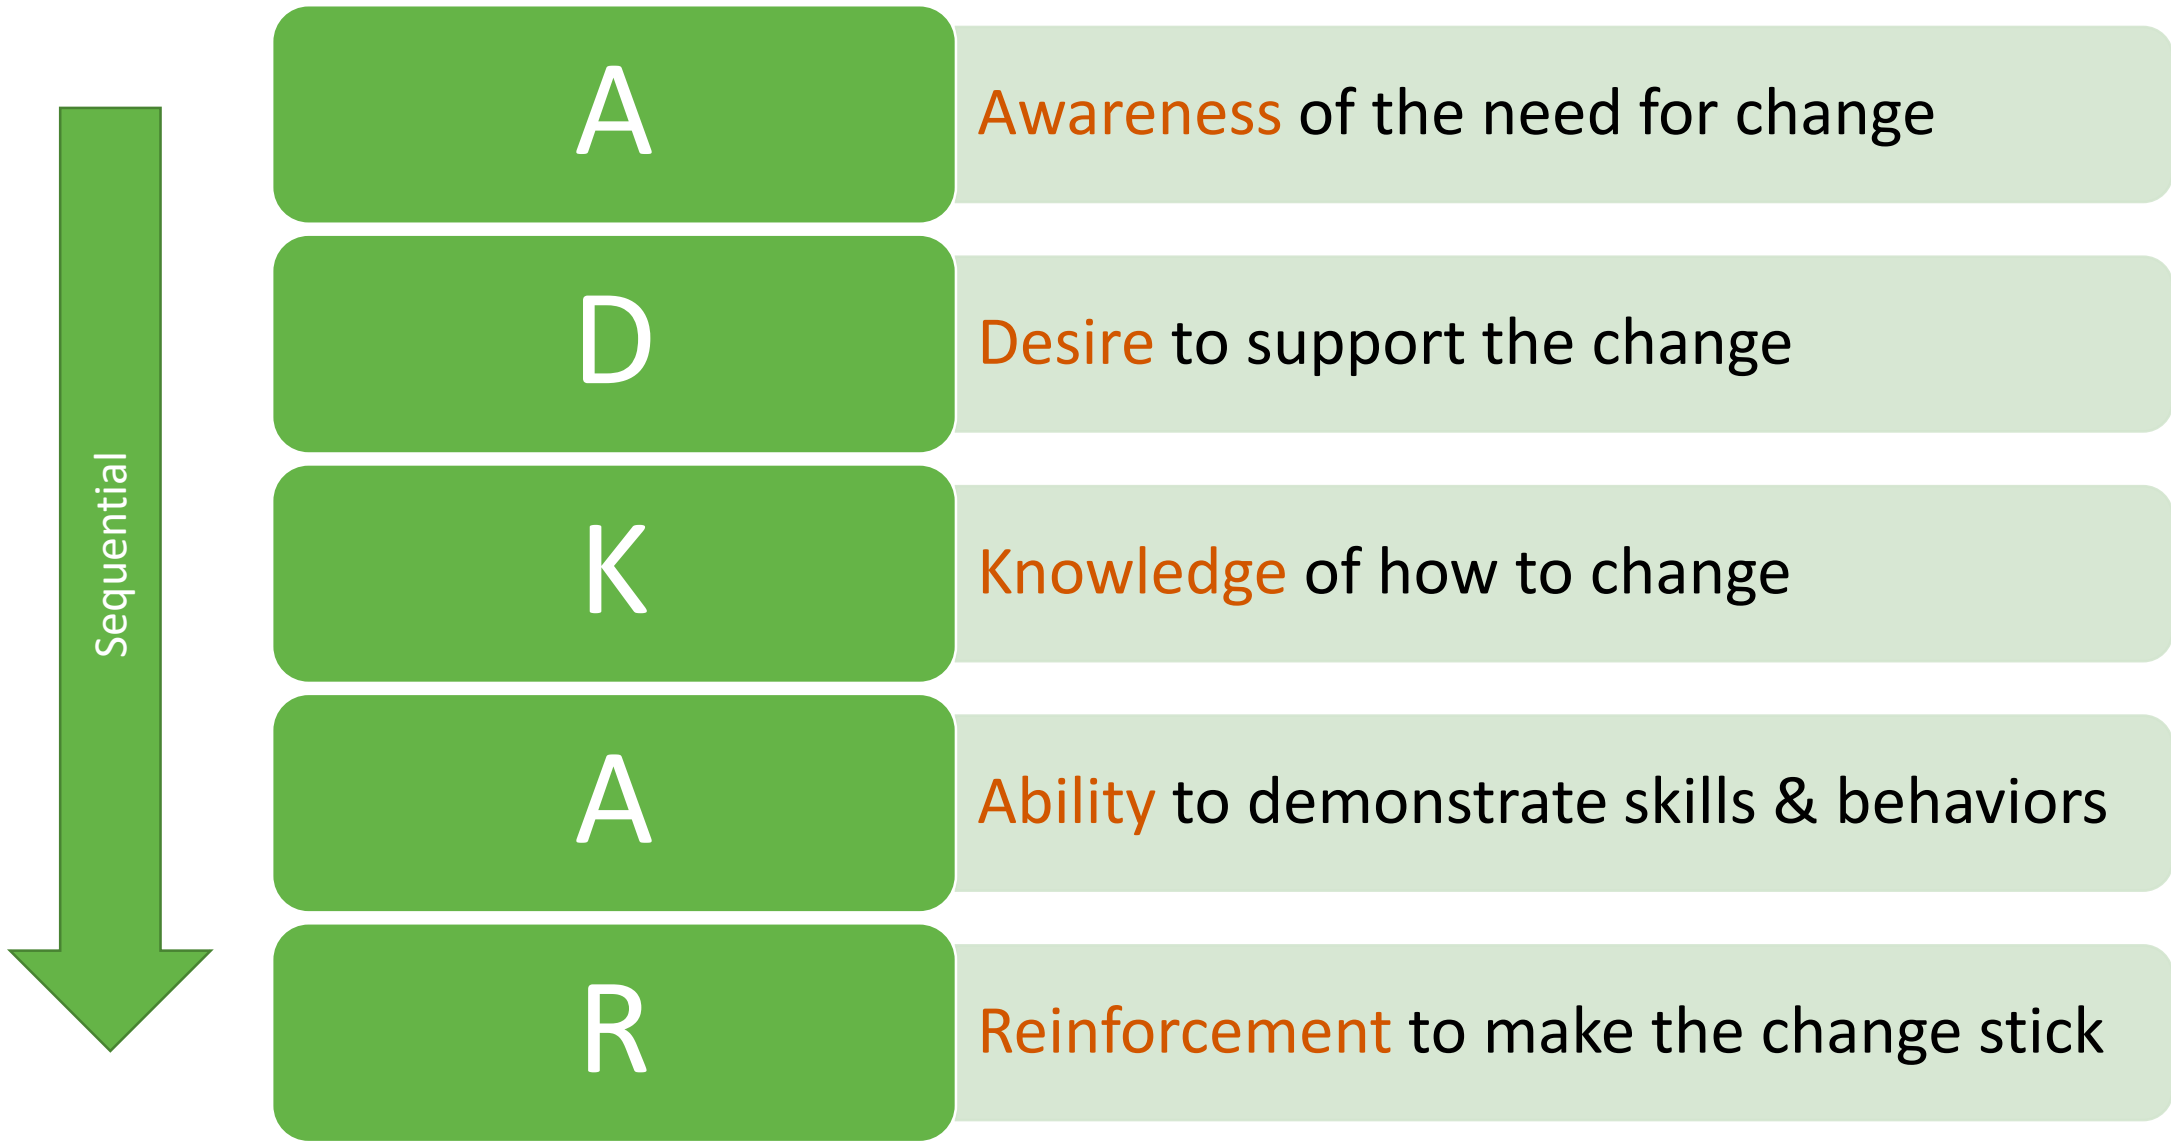 Sequential
A
Awareness of the need for change
D
Desire to support the change
K
Knowledge of how to change
A
Ability to demonstrate skills & behaviors
R
Reinforcement to make the change stick